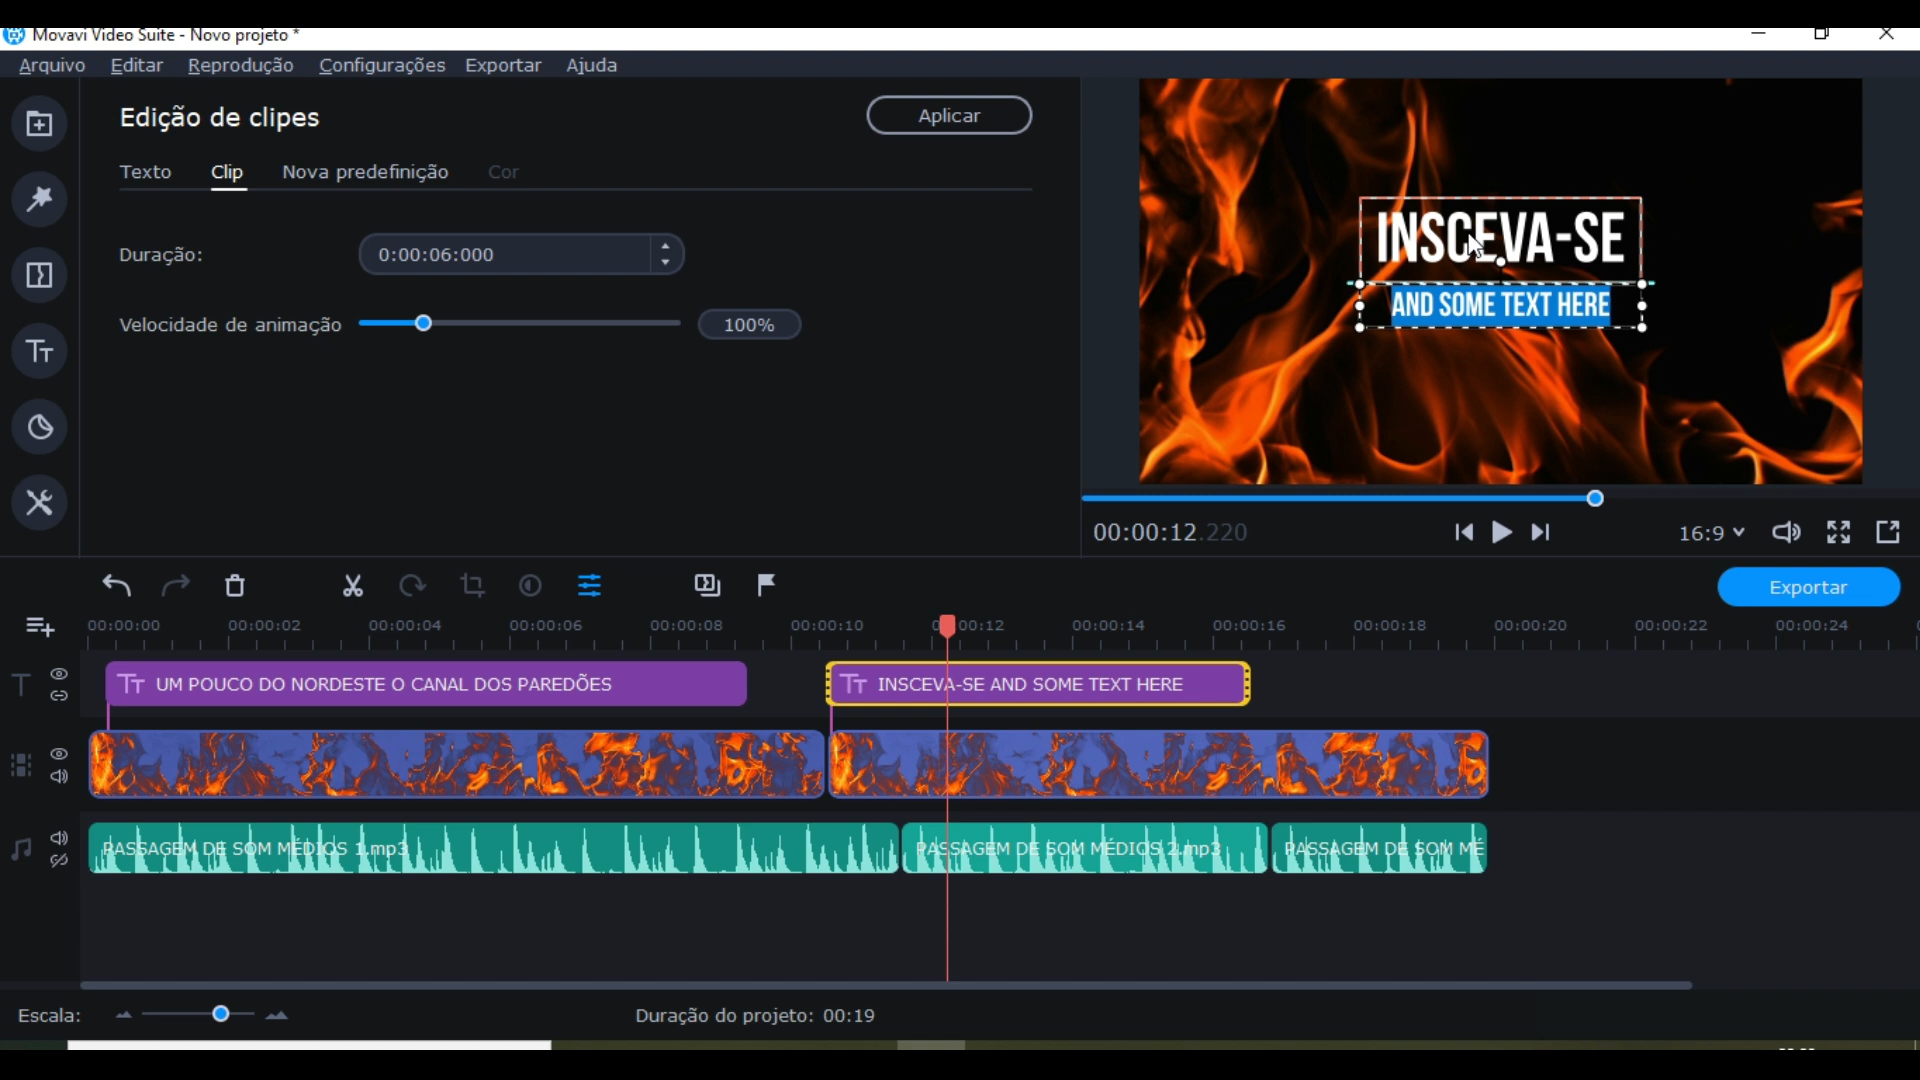 Movavi Video Suite - Novo projeto *
Arquivo Editar Reprodução Configurações Exportar Ajuda
Edição de clipes
Aplicar
Texto Clip Nova predefinição Cor
Duração: 0:00:06:000
Velocidade de animação 100%
INSCEVA-SE
AND SOME TEXT HERE
00:00:12.220
16:9
Exportar
00:00:00 00:00:02 00:00:04 00:00:06 00:00:08 00:00:10 00:12 00:00:14 00:00:16 00:00:18 00:00:20 00:00:22 00:00:24
UM POUCO DO NORDESTE O CANAL DOS PAREDÕES
INSCEVA-SE AND SOME TEXT HERE
PASSAGEM DE SOM MÉDIOS 1.mp3
PASSAGEM DE SOM MÉDIOS 2.mp3
PASSAGEM DE SOM MÉ
Escala:
Duração do projeto: 00:19